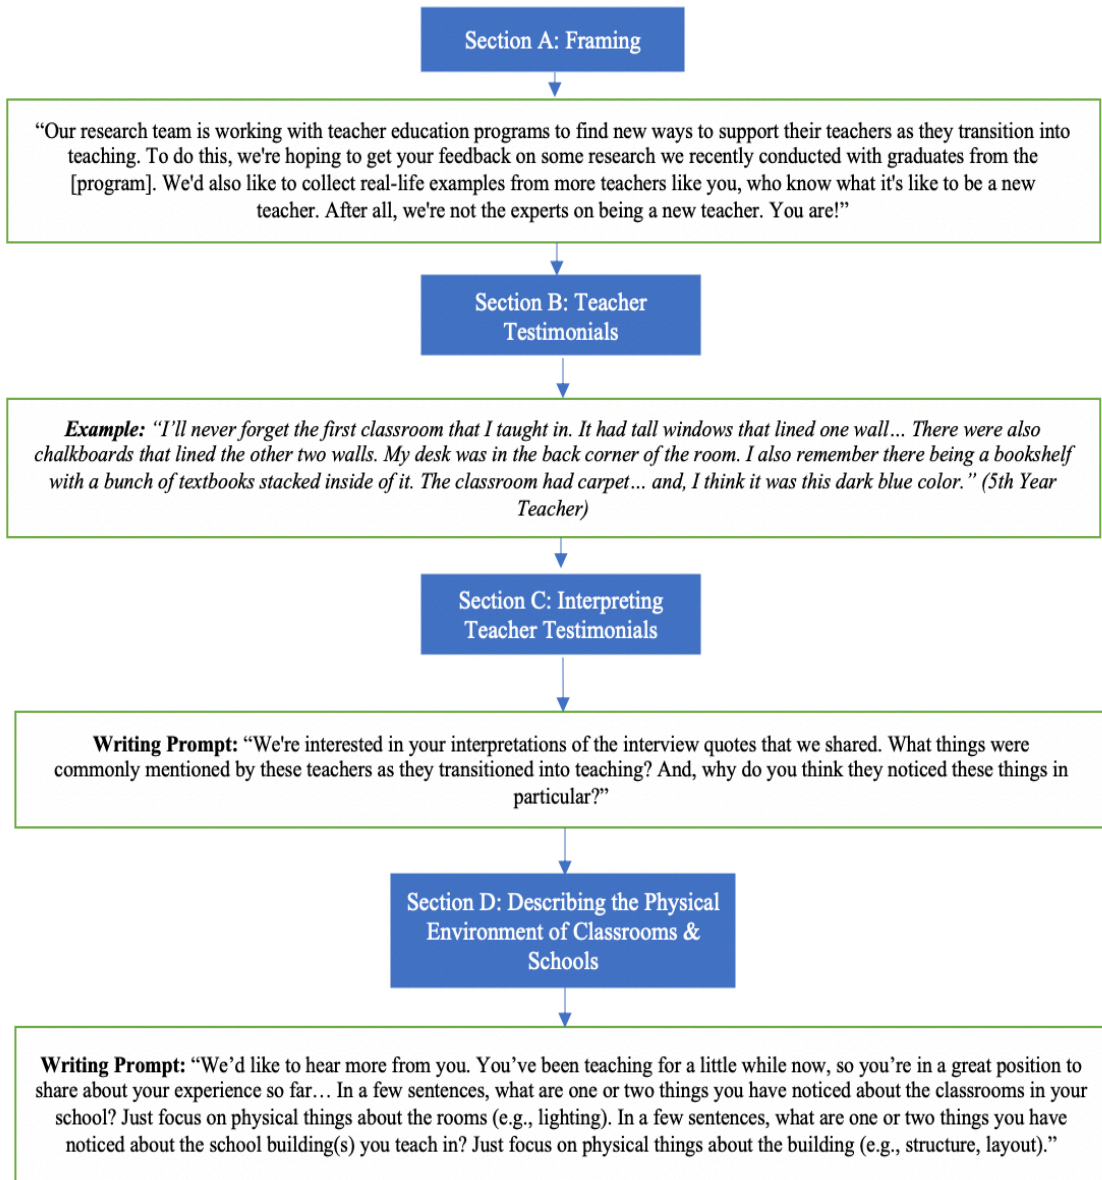 Section A: Framing
“Our research team is working with teacher education programs to find new ways to support their teachers as they transition into
teaching. To do this, we're hoping to get your feedback on some research we recently conducted with graduates from the
[program]. We'd also like to collect real-life examples from more teachers like you, who know what it's like to be a new
teacher. After all, we're not the experts on being a new teacher. You are!”
Section B: Teacher
Testimonials
Example: “I’ll never forget the first classroom that I taught in. It had tall windows that lined one wall… There were also
chalkboards that lined the other two walls. My desk was in the back corner of the room. I also remember there being a bookshelf
with a bunch of textbooks stacked inside of it. The classroom had carpet… and, I think it was this dark blue color.” (5th Year
Teacher)
Section C: Interpreting
Teacher Testimonials
Writing Prompt: “We're interested in your interpretations of the interview quotes that we shared. What things were
commonly mentioned by these teachers as they transitioned into teaching? And, why do you think they noticed these things in
particular?”
Section D: Describing the Physical
Environment of Classrooms &
Schools
Writing Prompt: “We’d like to hear more from you. You’ve been teaching for a little while now, so you’re in a great position to
share about your experience so far… In a few sentences, what are one or two things you have noticed about the classrooms in your
school? Just focus on physical things about the rooms (e.g., lighting). In a few sentences, what are one or two things you have
noticed about the school building(s) you teach in? Just focus on physical things about the building (e.g., structure, layout).”